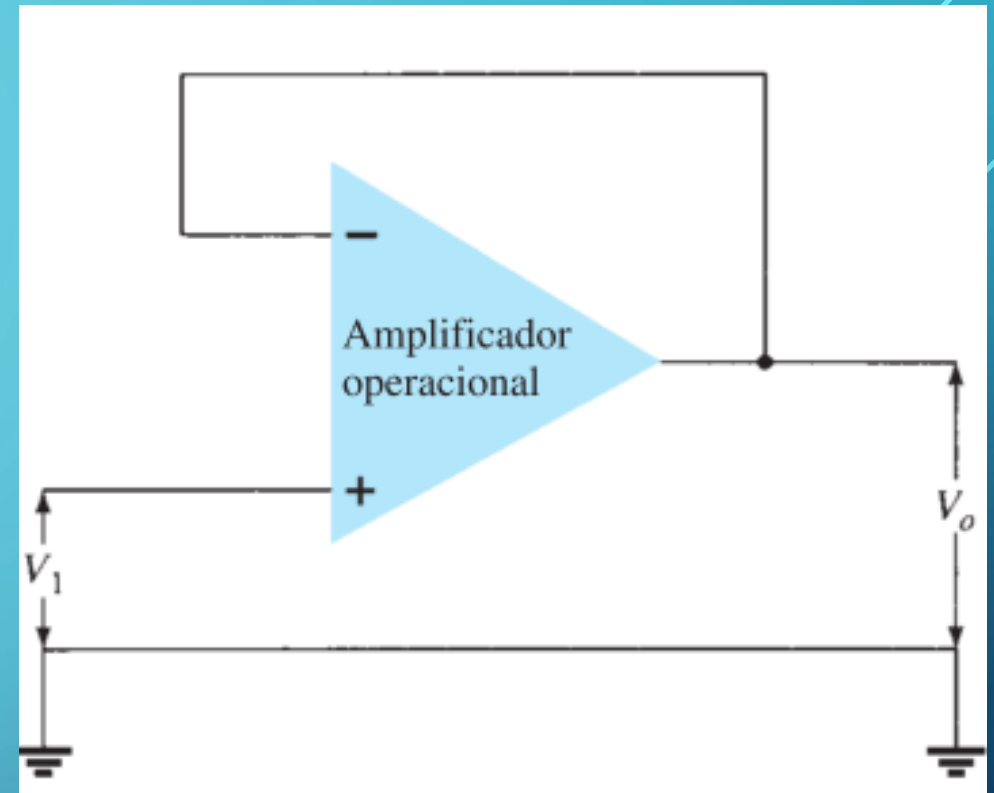 −
Amplificador
operacional
+
V1
Vo